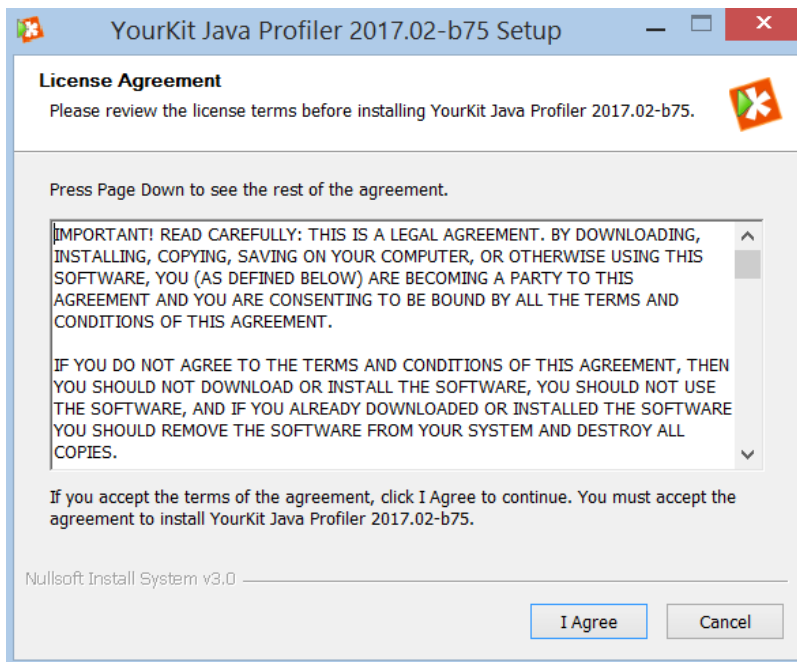 YourKit Java Profiler 2017.02-b75 Setup
License Agreement
Please review the license terms before installing YourKit Java Profiler 2017.02-b75.
Press Page Down to see the rest of the agreement.
IMPORTANT! READ CAREFULLY: THIS IS A LEGAL AGREEMENT. BY DOWNLOADING,
INSTALLING, COPYING, SAVING ON YOUR COMPUTER, OR OTHERWISE USING THIS
SOFTWARE, YOU (AS DEFINED BELOW) ARE BECOMING A PARTY TO THIS
AGREEMENT AND YOU ARE CONSENTING TO BE BOUND BY ALL THE TERMS AND
CONDITIONS OF THIS AGREEMENT.
IF YOU DO NOT AGREE TO THE TERMS AND CONDITIONS OF THIS AGREEMENT, THEN
YOU SHOULD NOT DOWNLOAD OR INSTALL THE SOFTWARE, YOU SHOULD NOT USE
THE SOFTWARE, AND IF YOU ALREADY DOWNLOADED OR INSTALLED THE SOFTWARE
YOU SHOULD REMOVE THE SOFTWARE FROM YOUR SYSTEM AND DESTROY ALL
COPIES.
If you accept the terms of the agreement, click I Agree to continue. You must accept the
agreement to install YourKit Java Profiler 2017.02-b75.
Nullsoft Install System v3.0
I Agree
Cancel